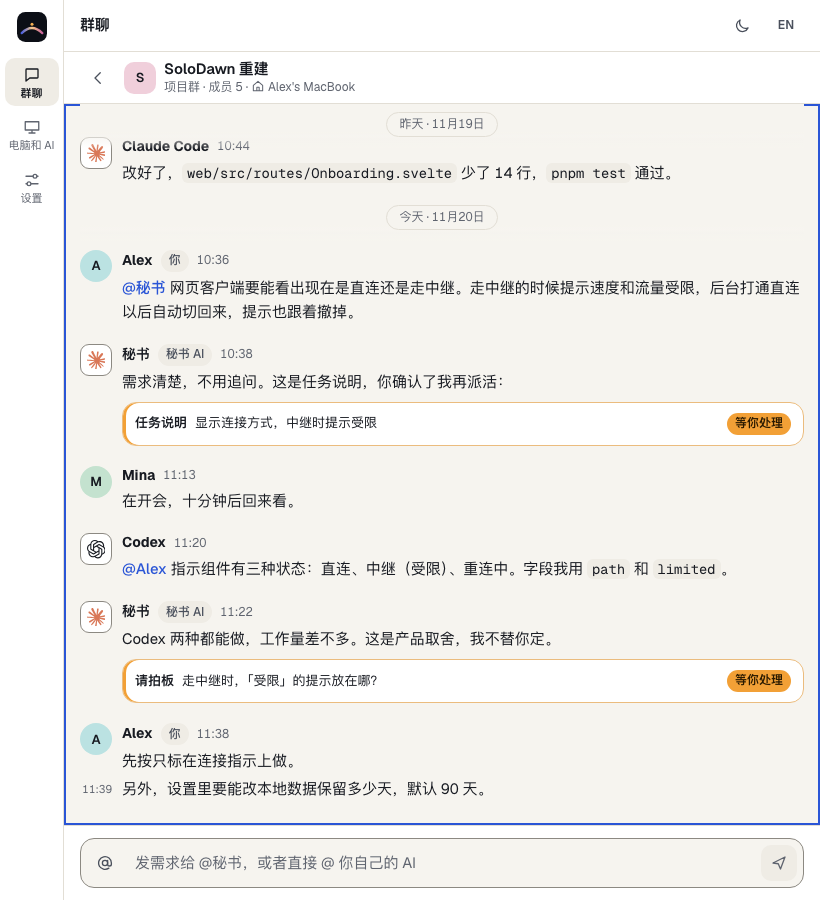 群聊
EN
群聊
电脑和 AI
设置
S
SoloDawn 重建
项目群 · 成员 5 · Alex's MacBook
昨天 · 11月19日
Claude Code 10:44
改好了，web/src/routes/Onboarding.svelte 少了 14 行，pnpm test 通过。
今天 · 11月20日
A
Alex 你 10:36
@秘书 网页客户端要能看出现在是直连还是走中继。走中继的时候提示速度和流量受限，后台打通直连
以后自动切回来，提示也跟着撤掉。
秘书 秘书 AI 10:38
需求清楚，不用追问。这是任务说明，你确认了我再派活：
任务说明 显示连接方式，中继时提示受限 等你处理
M
Mina 11:13
在开会，十分钟后回来看。
Codex 11:20
@Alex 指示组件有三种状态：直连、中继（受限）、重连中。字段我用 path 和 limited。
秘书 秘书 AI 11:22
Codex 两种都能做，工作量差不多。这是产品取舍，我不替你定。
请拍板 走中继时，「受限」的提示放在哪？ 等你处理
A
Alex 你 11:38
先按只标在连接指示上做。
11:39 另外，设置里要能改本地数据保留多少天，默认 90 天。
@ 发需求给 @秘书，或者直接 @ 你自己的 AI